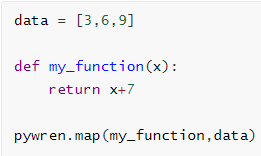 data = [3,6,9]

def my_function(x):
    return x+7

pywren.map(my_function,data)